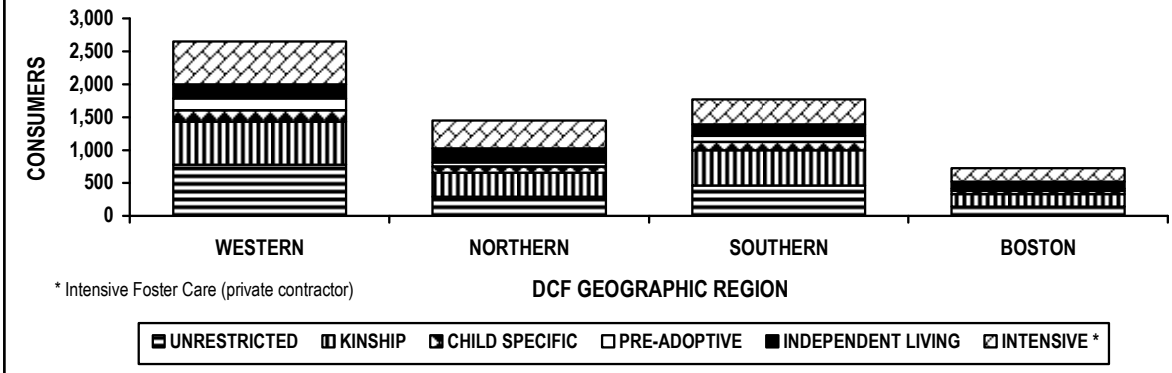 3,000
2,500
2,000
1,500
1,000
500
0
CONSUMERS
WESTERN NORTHERN SOUTHERN BOSTON
* Intensive Foster Care (private contractor)
DCF GEOGRAPHIC REGION
UNRESTRICTED KINSHIP CHILD SPECIFIC PRE-ADOPTIVE INDEPENDENT LIVING INTENSIVE *